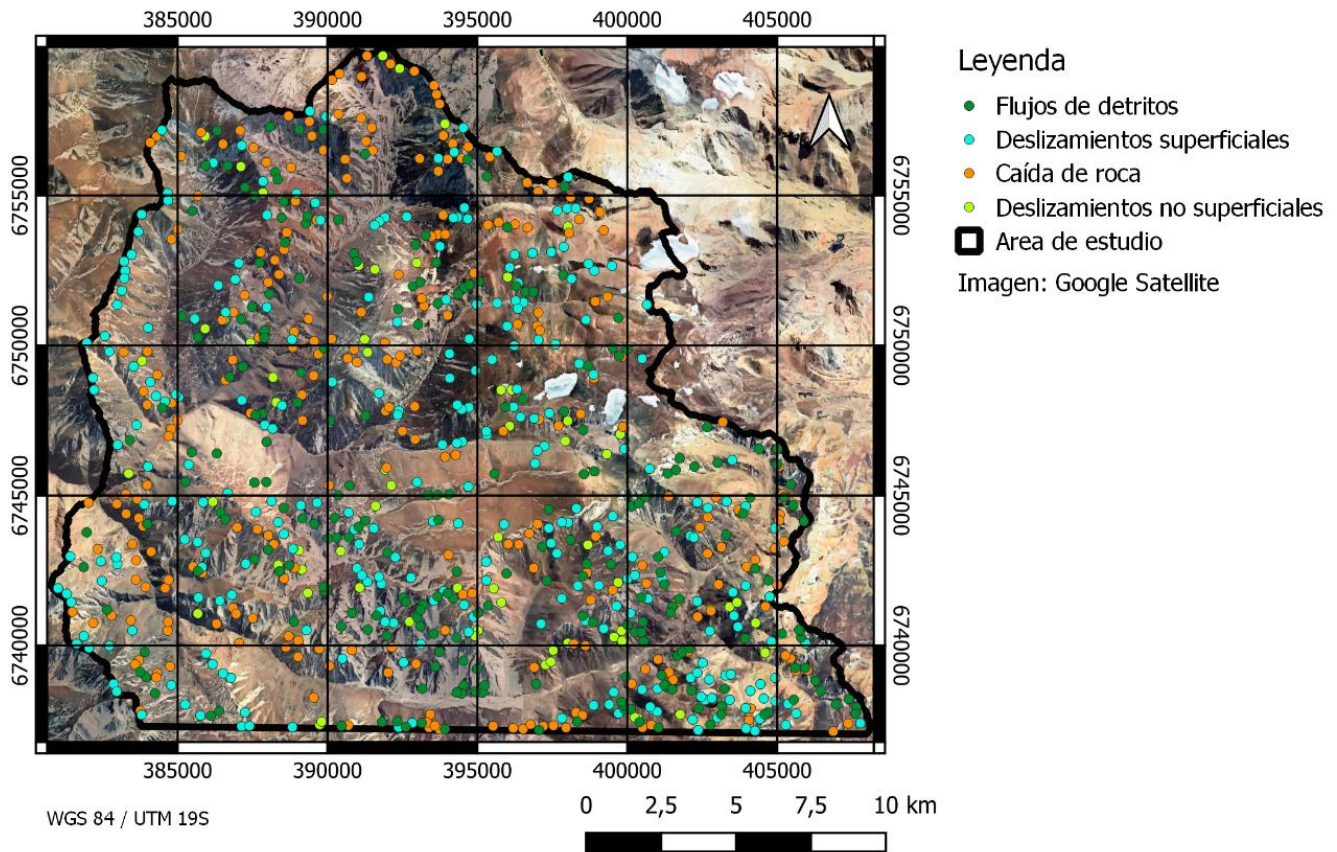 385000 390000 395000 400000 405000
Leyenda
Flujos de detritos
Deslizamientos superficiales
Caída de roca
Deslizamientos no superficiales
Area de estudio
Imagen: Google Satellite
6755000 6755000
6750000 6750000
6745000 6745000
6740000 6740000
385000 390000 395000 400000 405000
WGS 84 / UTM 19S
0 2,5 5 7,5 10 km